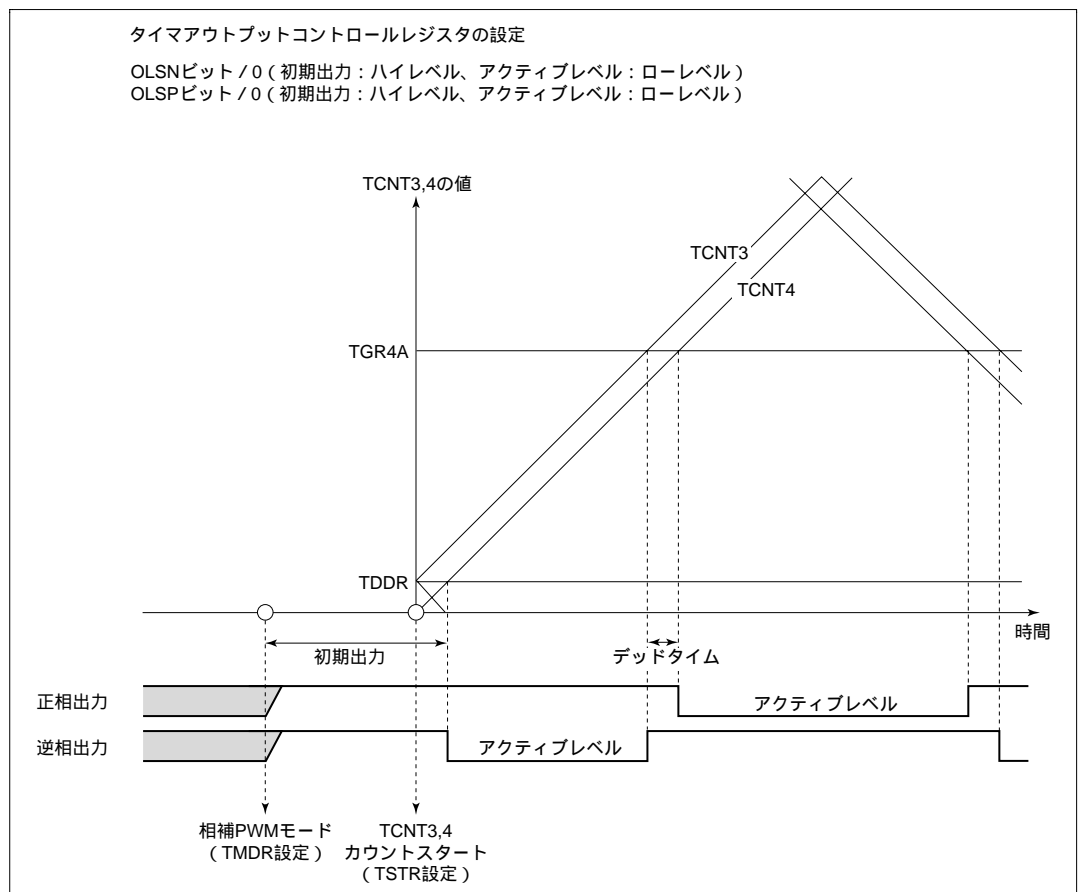 タイマアウトプットコントロールレジスタの設定
OLSNビット / 0 ( 初期出力 : ハイレベル、アクティブレベル : ローレベル )
OLSPビット / 0 ( 初期出力 : ハイレベル、アクティブレベル : ローレベル )
TCNT3,4の値
TCNT3
TCNT4
TGR4A
TDDR
時間
初期出力
デッドタイム
正相出力
アクティブレベル
逆相出力
アクティブレベル
相補PWMモード
( TMDR設定 )
TCNT3,4
カウントスタート
( TSTR設定 )